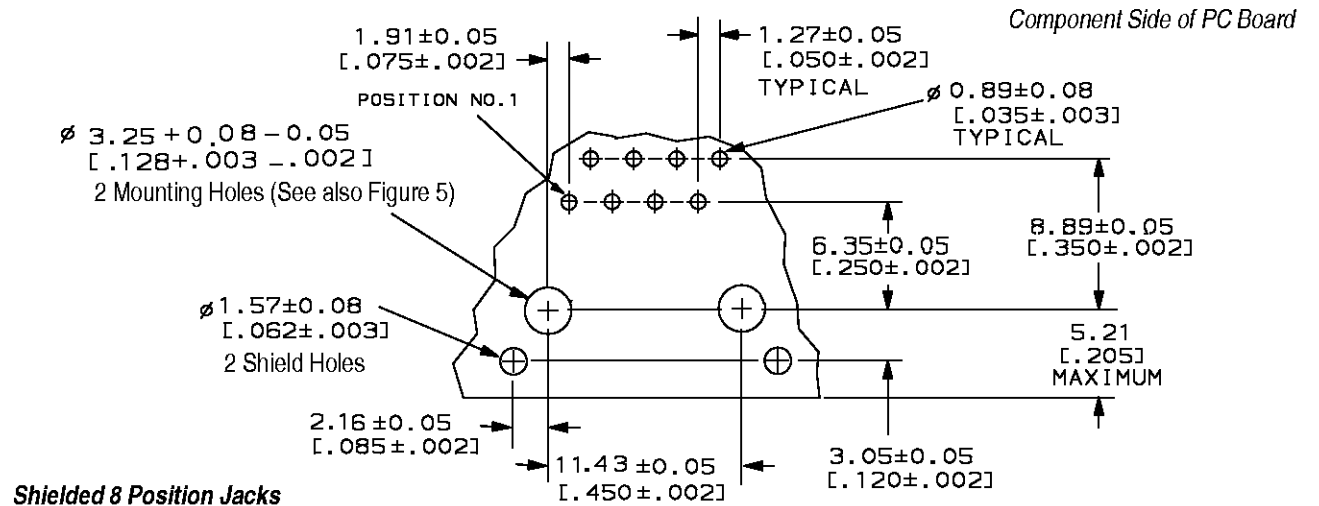 Component Side of PC Board
1.91±0.05
[.075±.002]
1.27±0.05
[.050±.002]
TYPICAL
POSITION NO.1
ø 0.89±0.08
[.035±.003]
TYPICAL
ø 3.25 +0.08 -0.05
[.128+.003 -.002]
2 Mounting Holes (See also Figure 5)
8.89±0.05
[.350±.002]
6.35±0.05
[.250±.002]
ø1.57±0.08
[.062±.003]
2 Shield Holes
5.21
[.205]
MAXIMUM
2.16±0.05
[.085±.002]
11.43 ±0.05
[.450±.002]
3.05±0.05
[.120±.002]
Shielded 8 Position Jacks